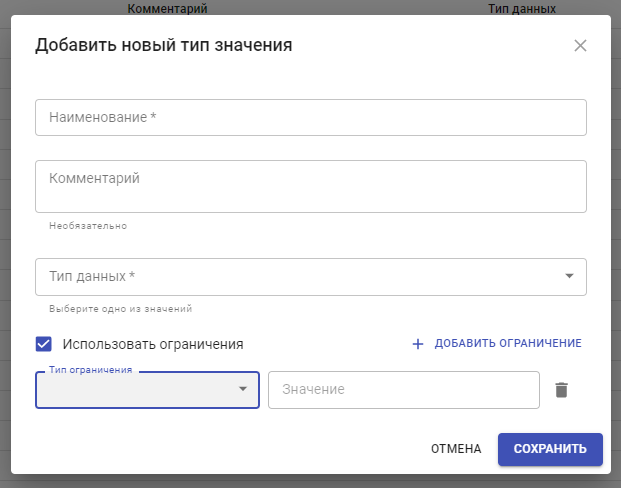 Комментарий Тип данных
Добавить новый тип значения
Наименование *
Комментарий
Необязательно
Тип данных *
Выберите одно из значений
Использовать ограничения
ДОБАВИТЬ ОГРАНИЧЕНИЕ
Тип ограничения
Значение
ОТМЕНА
СОХРАНИТЬ